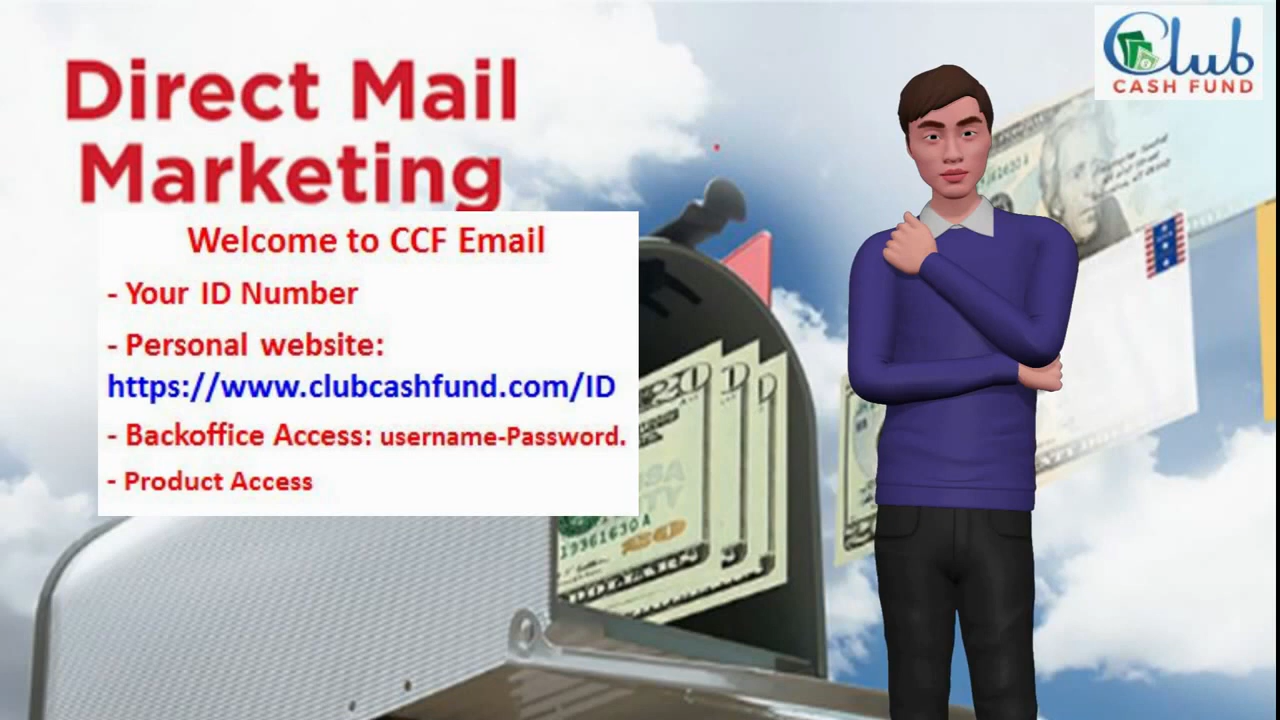 Direct Mail
Marketing
Club
CASH FUND
Welcome to CCF Email
- Your ID Number
- Personal website:
https://www.clubcashfund.com/ID
- Backoffice Access: username-Password.
- Product Access
19361630A